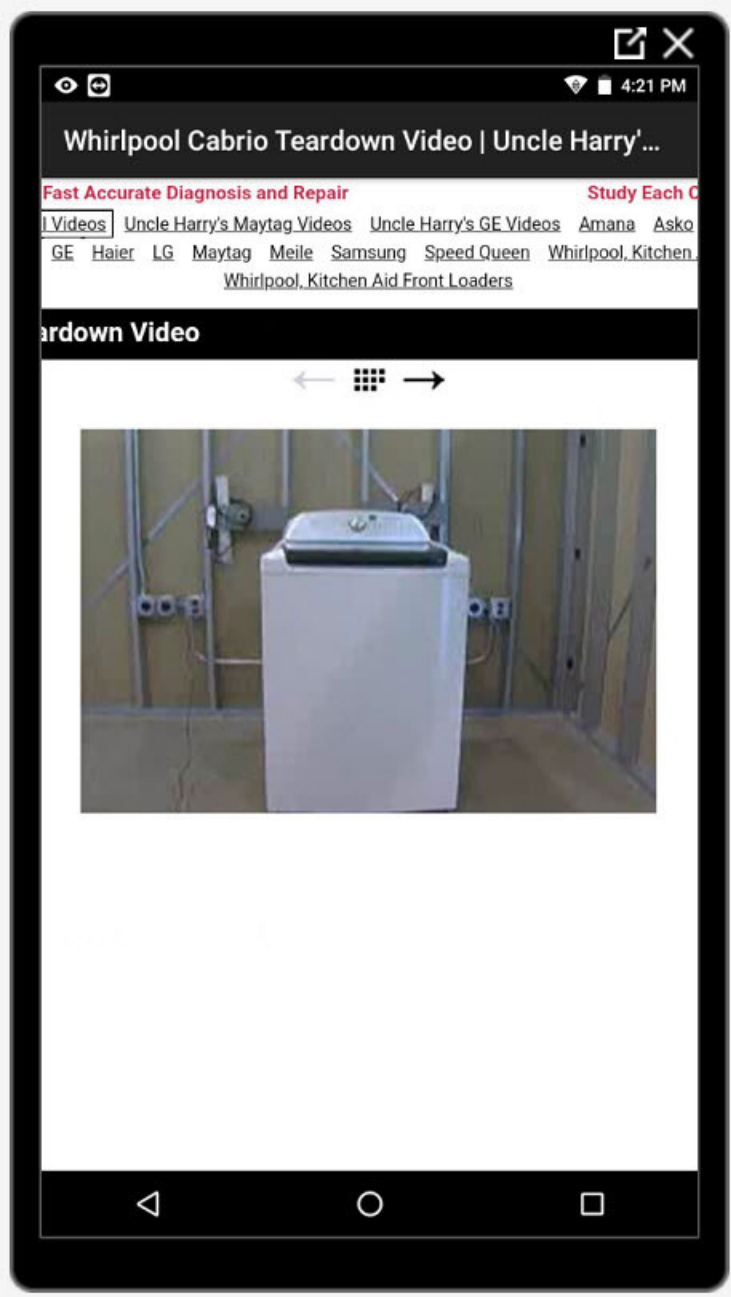 4:21 PM
Whirlpool Cabrio Teardown Video | Uncle Harry'...
Fast Accurate Diagnosis and Repair Study Each C
l Videos Uncle Harry's Maytag Videos Uncle Harry's GE Videos Amana Asko
GE Haier LG Maytag Meile Samsung Speed Queen Whirlpool, Kitchen
Whirlpool, Kitchen Aid Front Loaders
ardown Video